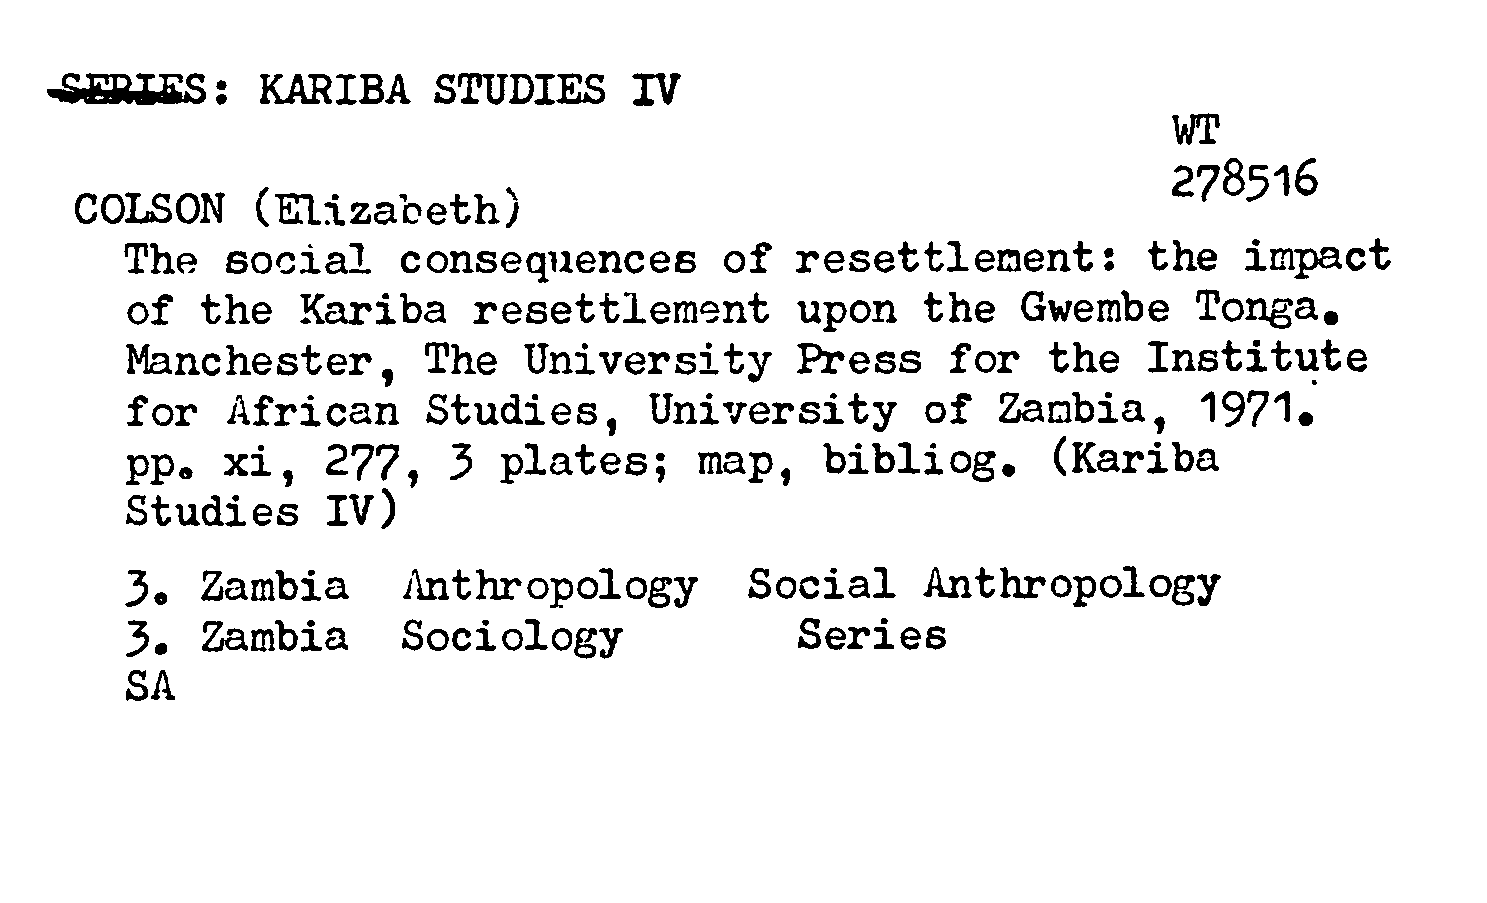 SERIES: KARIBA STUDIES IV
WT
278516
COLSON (Elizabeth)
The social consequences of resettlement: the impact
of the Kariba resettlement upon the Gwembe Tonga.
Manchester, The University Press for the Institute
for African Studies, University of Zambia, 1971.
pp. xi, 277, 3 plates; map, bibliog. (Kariba
Studies IV)
3. Zambia Anthropology Social Anthropology
3. Zambia Sociology Series
SA